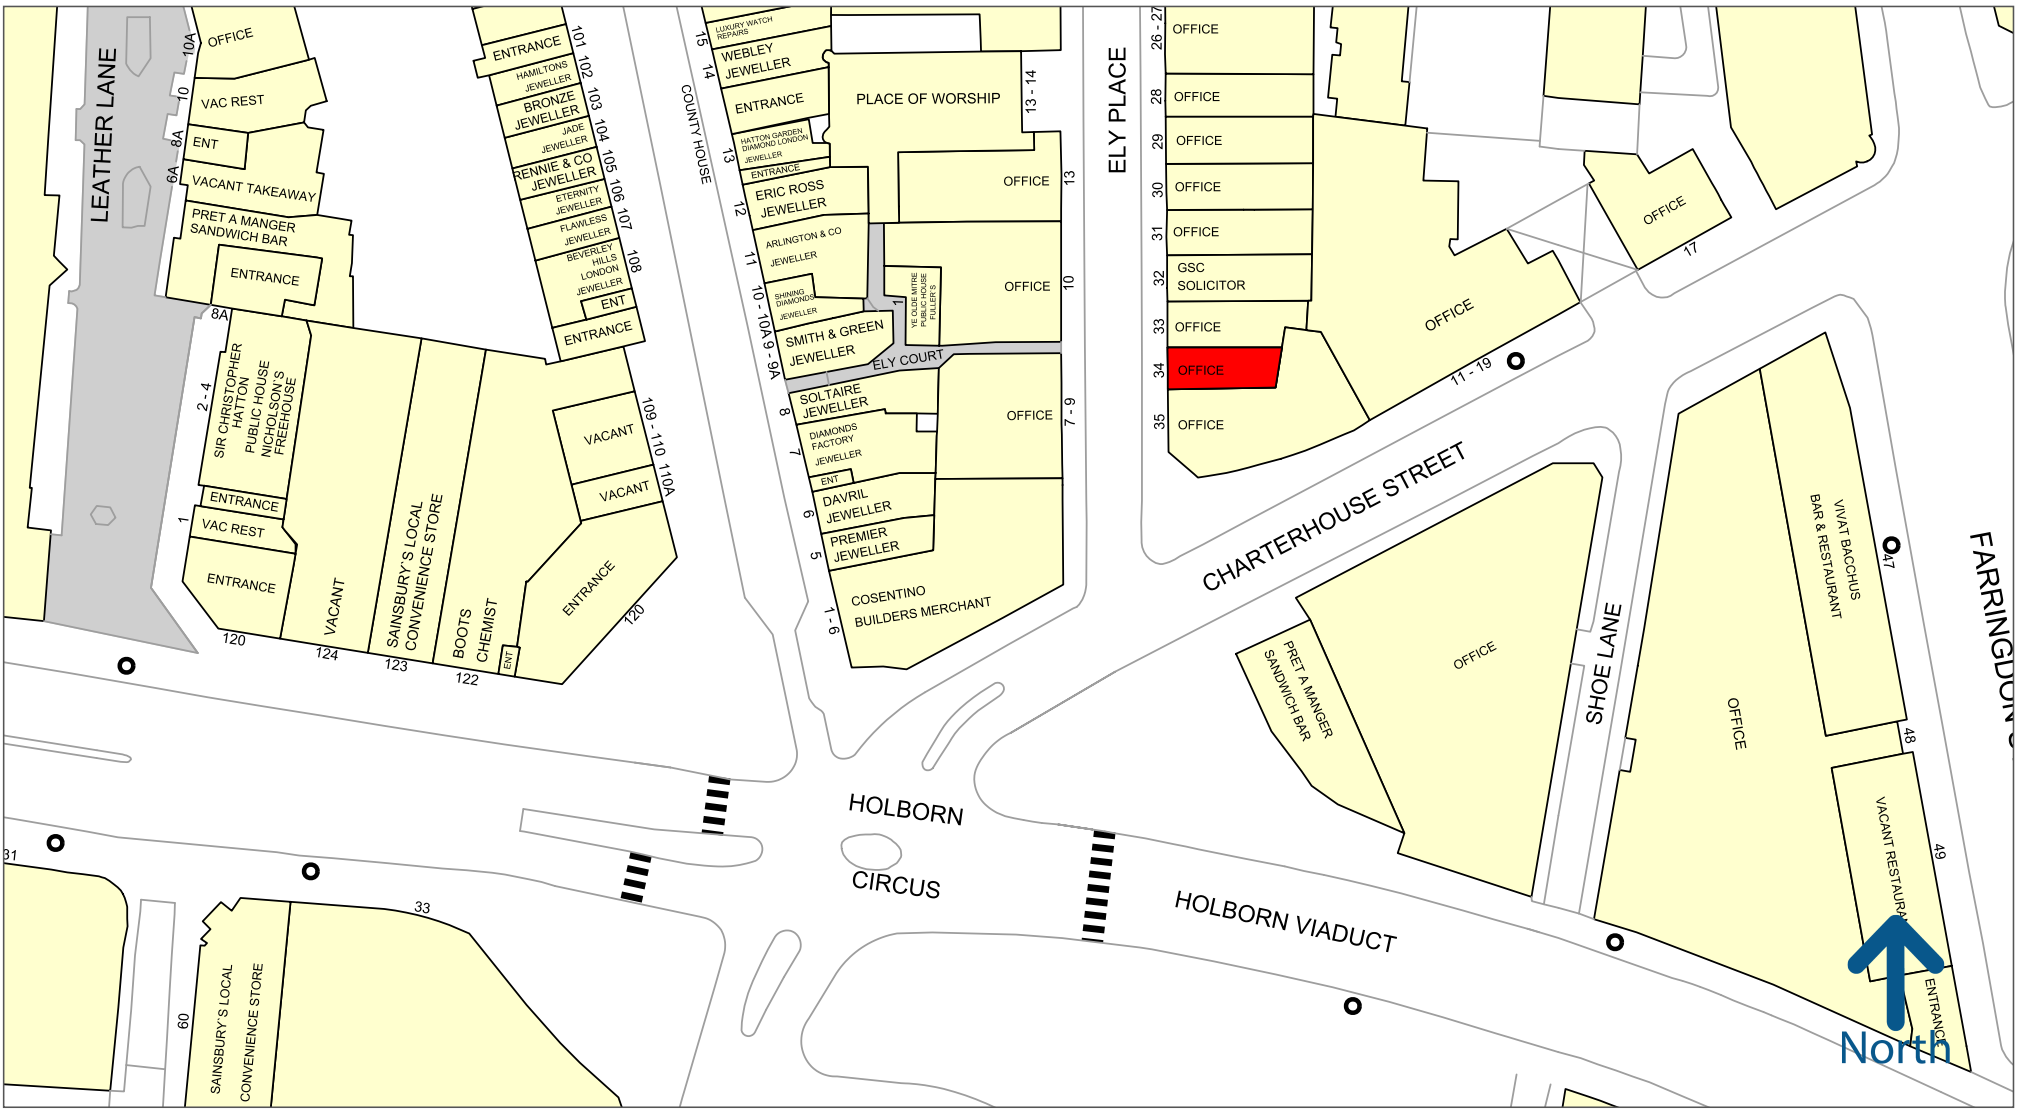 LEATHER LANE
10A
OFFICE
10
VAC REST
8A
ENT
6A
VACANT TAKEAWAY
PRET A MANGER
SANDWICH BAR
ENTRANCE
8A
2 - 4
SIR CHRISTOPHER
HATTON
PUBLIC HOUSE
NICHOLSON`S
FREEHOUSE
ENTRANCE
1
VAC REST
ENTRANCE
120
VACANT
124
SAINSBURY`S LOCAL
CONVENIENCE STORE
123
BOOTS
CHEMIST
122
ENT
ENTRANCE
120
VACANT
109 - 110
VACANT
110A
101
ENTRANCE
102
HAMILTONS
JEWELLER
103
BRONZE
JEWELLER
104
JADE
JEWELLER
105
RENNIE & CO
JEWELLER
106
ETERNITY
JEWELLER
107
FLAWLESS
JEWELLER
108
BEVERLEY
HILLS
LONDON
JEWELLER
ENT
ENTRANCE
COUNTY HOUSE
15
LUXURY WATCH
REPAIRS
14
WEBLEY
JEWELLER
ENTRANCE
13
HATTON GARDEN
DIAMOND LONDON
JEWELLER
ENTRANCE
12
ERIC ROSS
JEWELLER
11
ARLINGTON & CO
JEWELLER
10 - 10A
SHINING
DIAMONDS
JEWELLER
9 - 9A
SMITH & GREEN
JEWELLER
ELY COURT
8
SOLTAIRE
JEWELLER
7
DIAMONDS
FACTORY
JEWELLER
ENT
6
DAVRIL
JEWELLER
5
PREMIER
JEWELLER
1 - 6
COSENTINO
BUILDERS MERCHANT
PLACE OF WORSHIP
13 - 14
OFFICE
13
OFFICE
10
1
YE OLDE MITRE
PUBLIC HOUSE
FULLER`S
OFFICE
7 - 9
ELY PLACE
26 - 27
OFFICE
28
OFFICE
29
OFFICE
30
OFFICE
31
OFFICE
32
GSC
SOLICITOR
33
OFFICE
34
OFFICE
35
OFFICE
OFFICE
11 - 19
OFFICE
17
CHARTERHOUSE STREET
PRET A MANGER
SANDWICH BAR
OFFICE
SHOE LANE
OFFICE
VIVAT BACCHUS
BAR & RESTAURANT
47
48
49
ENTRANCE
HOLBORN
CIRCUS
HOLBORN VIADUCT
31
33
60
SAINSBURY`S LOCAL
CONVENIENCE STORE
North